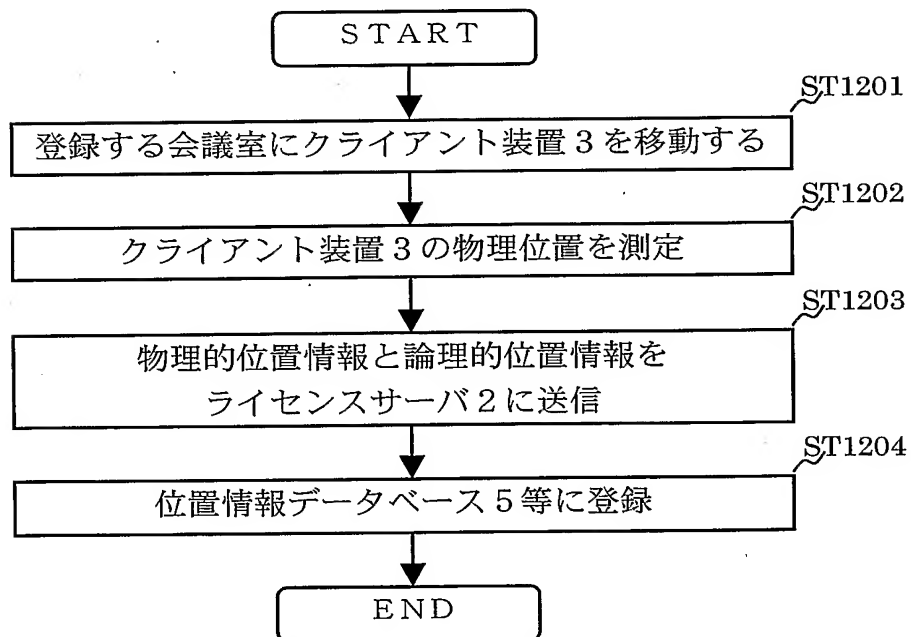 START
ST1201
登録する会議室にクライアント装置3を移動する
ST1202
クライアント装置3の物理位置を測定
ST1203
物理的位置情報と論理的位置情報を
ライセンスサーバ2に送信
ST1204
位置情報データベース5等に登録
END